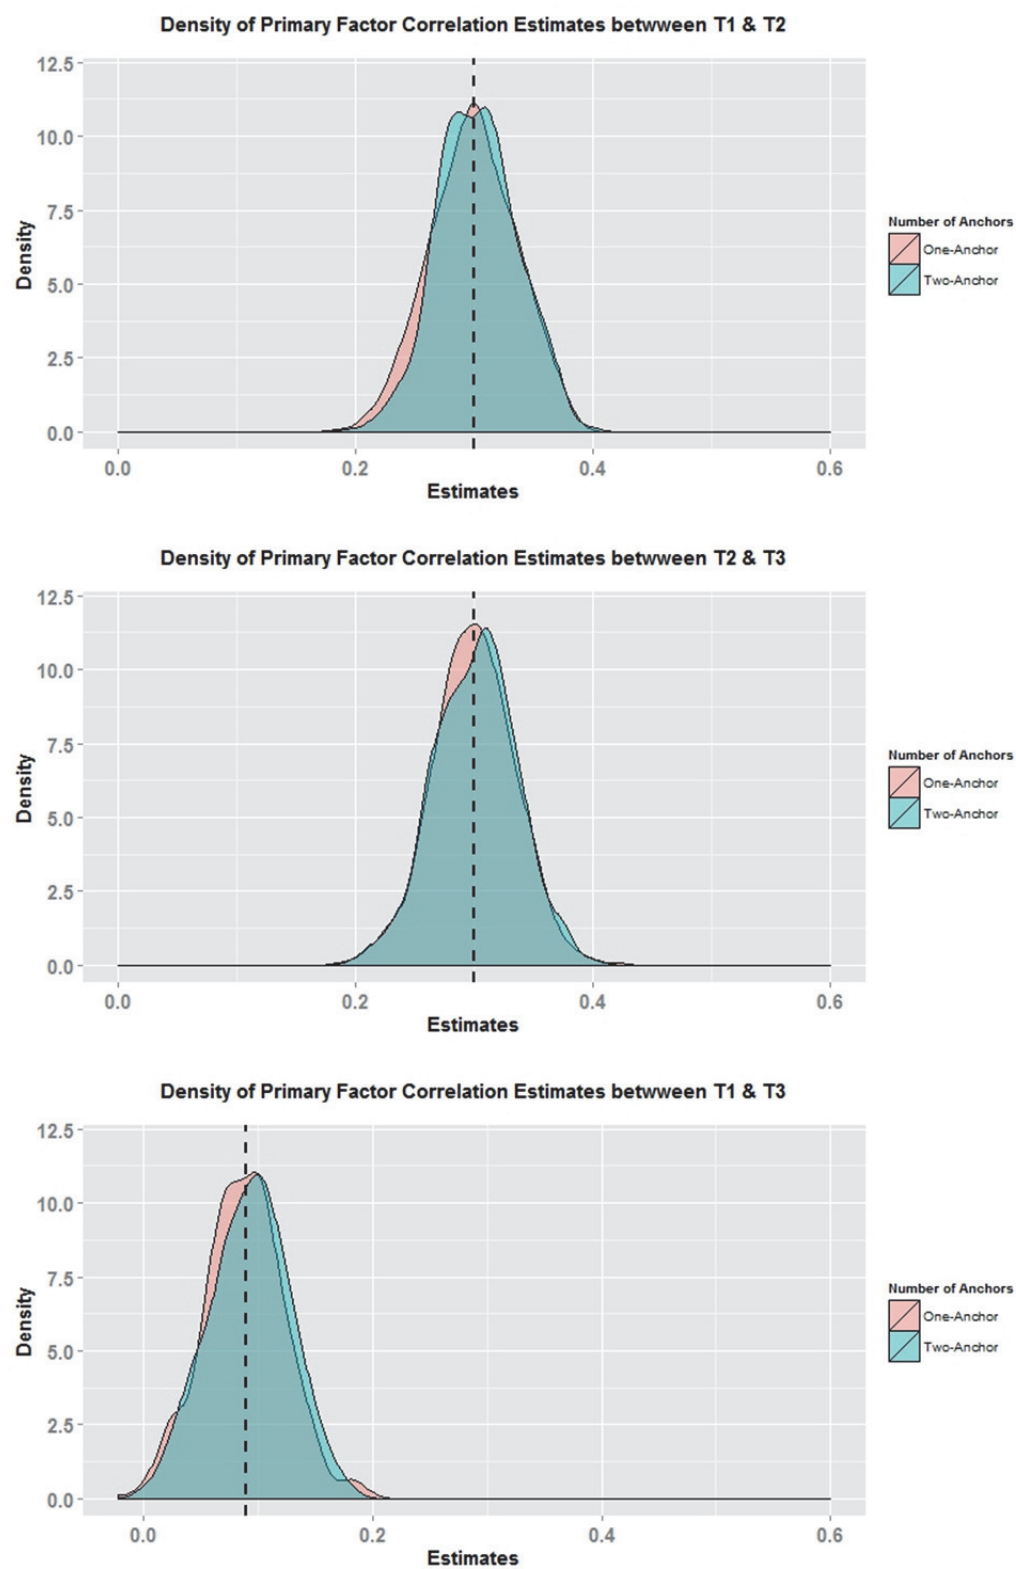 Density of Primary Factor Correlation Estimates betwween T1 & T2
12.5
10.0
7.5
5.0
2.5
0.0
Density
0.0 0.2 0.4 0.6
Estimates
Number of Anchors
One-Anchor
Two-Anchor
Density of Primary Factor Correlation Estimates betwween T2 & T3
12.5
10.0
7.5
5.0
2.5
0.0
Density
0.0 0.2 0.4 0.6
Estimates
Number of Anchors
One-Anchor
Two-Anchor
Density of Primary Factor Correlation Estimates betwween T1 & T3
12.5
10.0
7.5
5.0
2.5
0.0
Density
0.0 0.2 0.4 0.6
Estimates
Number of Anchors
One-Anchor
Two-Anchor